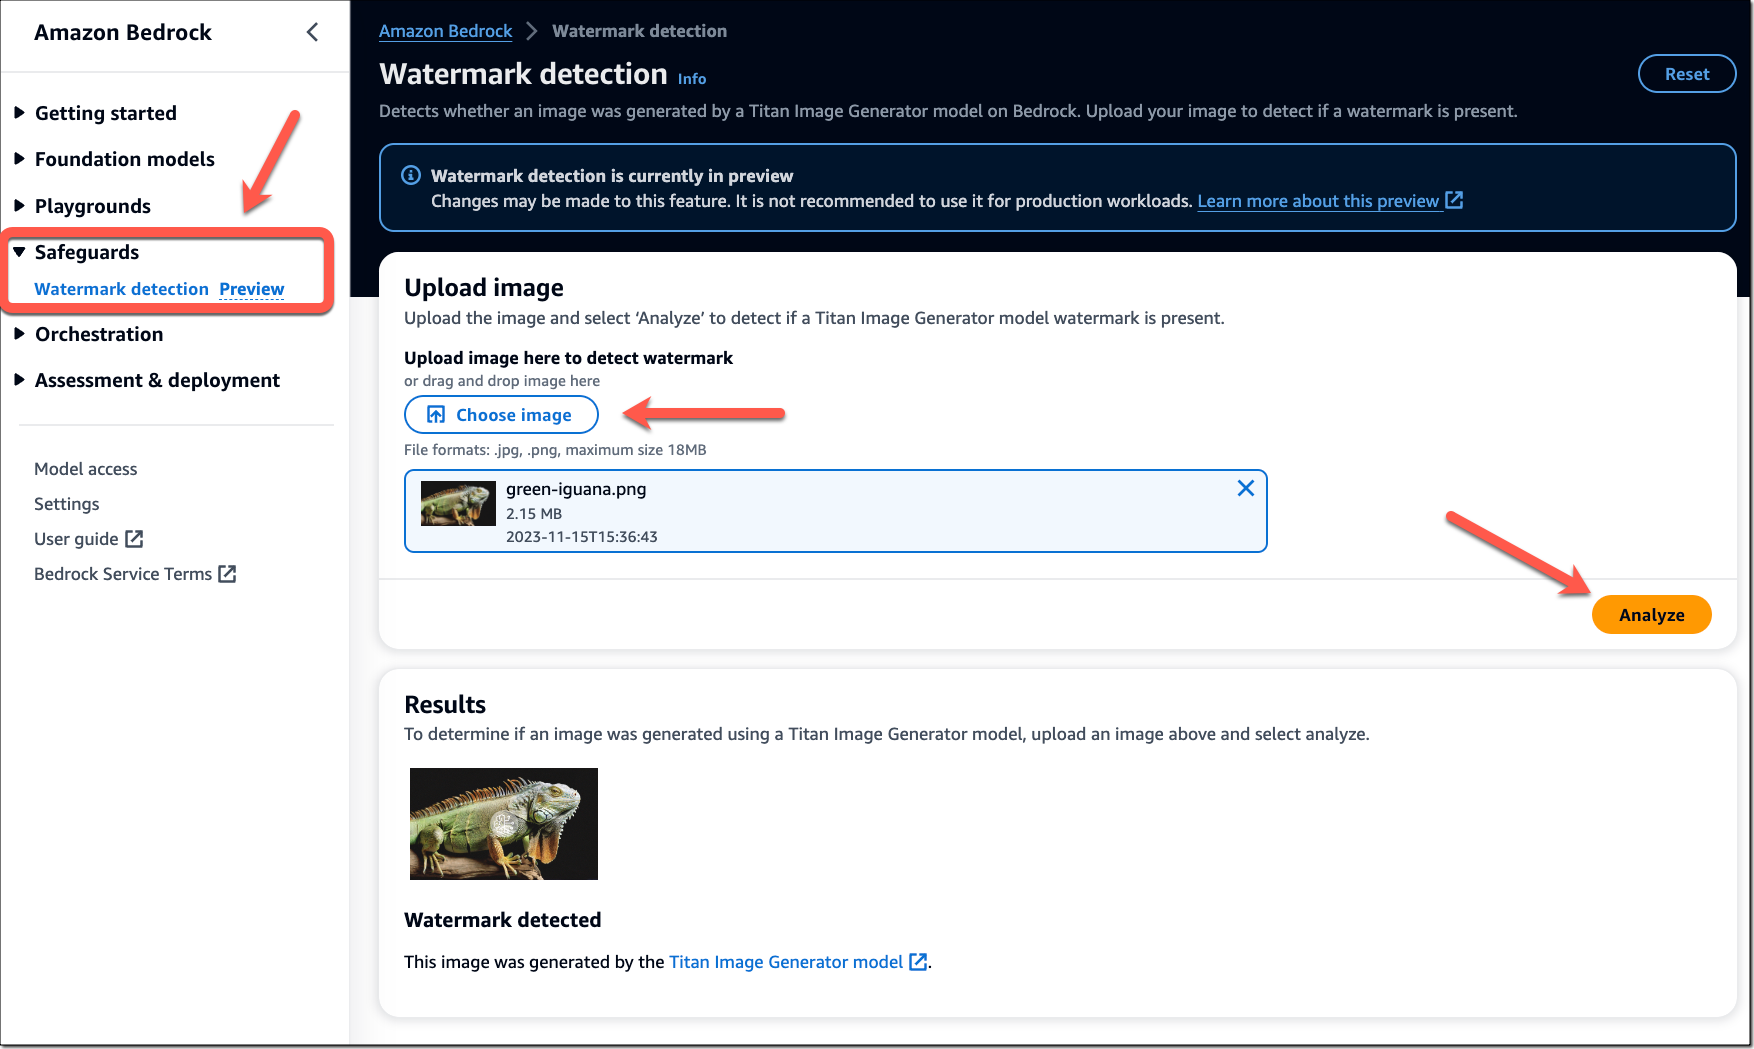 Amazon Bedrock
Getting started
Foundation models
Playgrounds
Safeguards
Watermark detection Preview
Orchestration
Assessment & deployment
Model access
Settings
User guide
Bedrock Service Terms
Amazon Bedrock > Watermark detection
Watermark detection Info
Reset
Detects whether an image was generated by a Titan Image Generator model on Bedrock. Upload your image to detect if a watermark is present.
Watermark detection is currently in preview
Changes may be made to this feature. It is not recommended to use it for production workloads. Learn more about this preview
Upload image
Upload the image and select ‘Analyze’ to detect if a Titan Image Generator model watermark is present.
Upload image here to detect watermark
or drag and drop image here
Choose image
File formats: .jpg, .png, maximum size 18MB
green-iguana.png
2.15 MB
2023-11-15T15:36:43
Analyze
Results
To determine if an image was generated using a Titan Image Generator model, upload an image above and select analyze.
Watermark detected
This image was generated by the Titan Image Generator model.